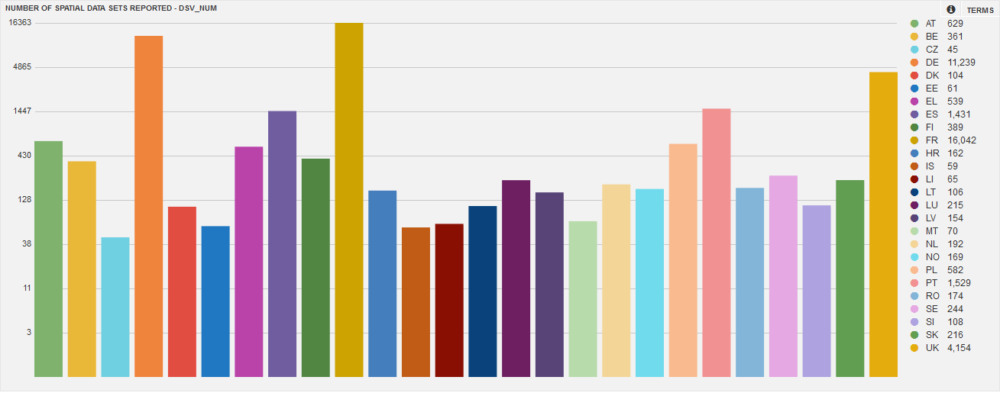 NUMBER OF SPATIAL DATA SETS REPORTED - DSV_NUM
TERMS
16363
4865
1447
430
128
38
11
3
AT 629
BE 361
CZ 45
DE 11,239
DK 104
EE 61
EL 539
ES 1,431
FI 389
FR 16,042
HR 162
IS 59
LI 65
LT 106
LU 215
LV 154
MT 70
NL 192
NO 169
PL 582
PT 1,529
RO 174
SE 244
SI 108
SK 216
UK 4,154